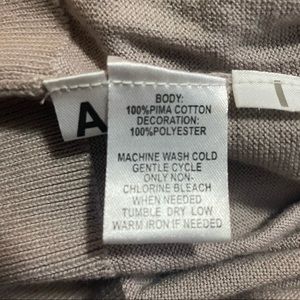 A
BODY:
100%PIMA COTTON
DECORATION:
100%POLYESTER
MACHINE WASH COLD
GENTLE CYCLE
ONLY NON-
CHLORINE BLEACH
WHEN NEEDED
TUMBLE DRY LOW
WARM IRON IF NEEDED